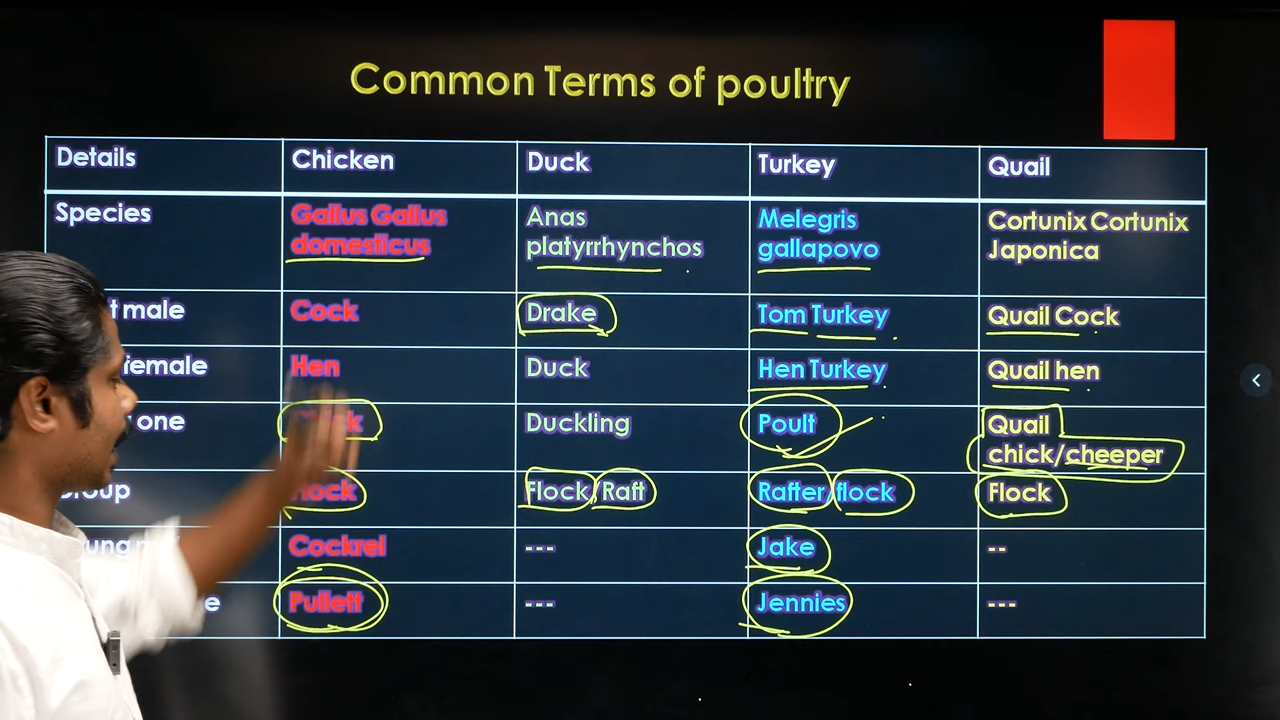 Common Terms of poultry
Details Chicken Duck Turkey Quail
Species Gallus Gallus Anas Melegris Cortunix Cortunix
domesticus platyrrhynchos gallapovo Japonica
male Cock Drake Tom Turkey Quail Cock
female Hen Duck Hen Turkey Quail hen
one Duckling Poult Quail
chick/cheeper
Group Flock Flock/Raft Rafter/flock Flock
Cockrel --- Jake --
Pullett --- Jennies ---